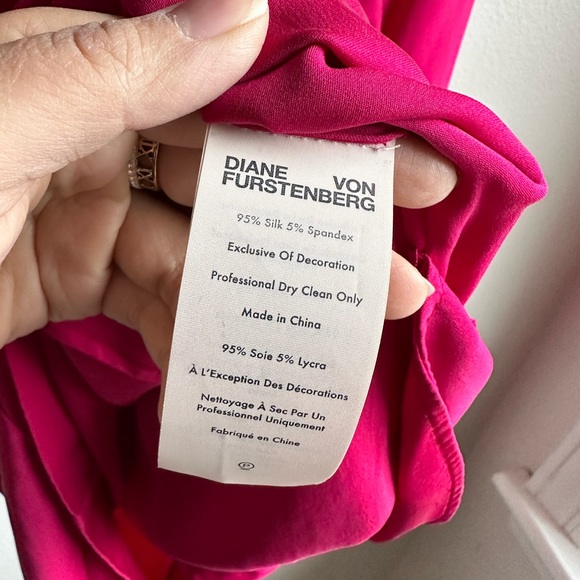 DIANE VON
FURSTENBERG
95% Silk 5% Spandex
Exclusive Of Decoration
Professional Dry Clean Only
Made in China
95% Soie 5% Lycra
À L'Exception Des Décorations
Nettoyage À Sec Par Un
Professionnel Uniquement
Fabriqué en Chine
P